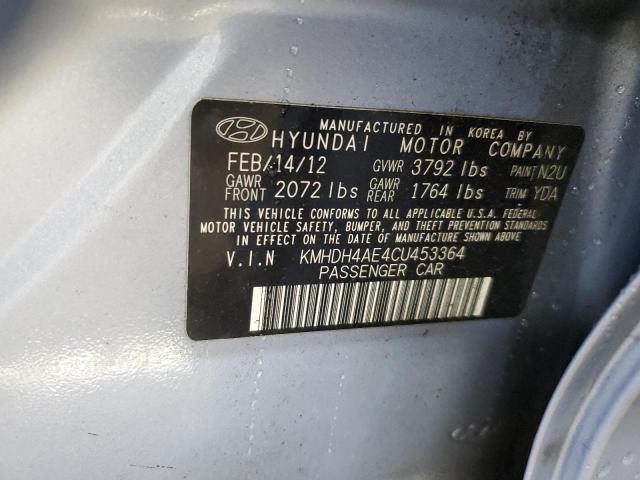 MANUFACTURED IN KOREA BY
HYUNDAI MOTOR COMPANY
FEB/14/12 GVWR 3792 lbs PAINT N2U
GAWR FRONT 2072 lbs GAWR REAR 1764 lbs TRIM YDA
THIS VEHICLE CONFORMS TO ALL APPLICABLE U.S.A. FEDERAL
MOTOR VEHICLE SAFETY, BUMPER, AND THEFT PREVENTION
STANDARDS IN EFFECT ON THE DATE OF MANUFACTURE SHOWN ABOVE
V.I.N KMHDH4AE4CU453364
PASSENGER CAR